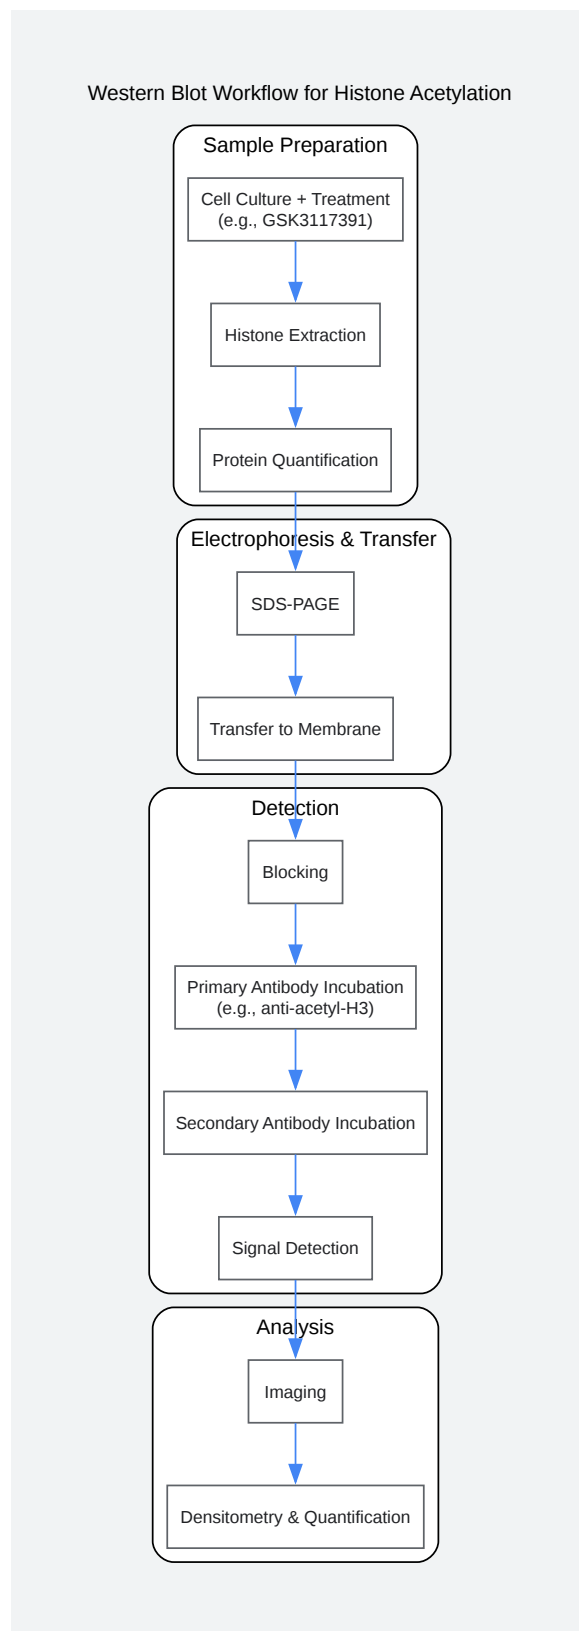 Western Blot Workflow for Histone Acetylation
Sample Preparation
Cell Culture + Treatment
(e.g., GSK3117391)
Histone Extraction
Protein Quantification
Electrophoresis & Transfer
SDS-PAGE
Transfer to Membrane
Detection
Blocking
Primary Antibody Incubation
(e.g., anti-acetyl-H3)
Secondary Antibody Incubation
Signal Detection
Analysis
Imaging
Densitometry & Quantification